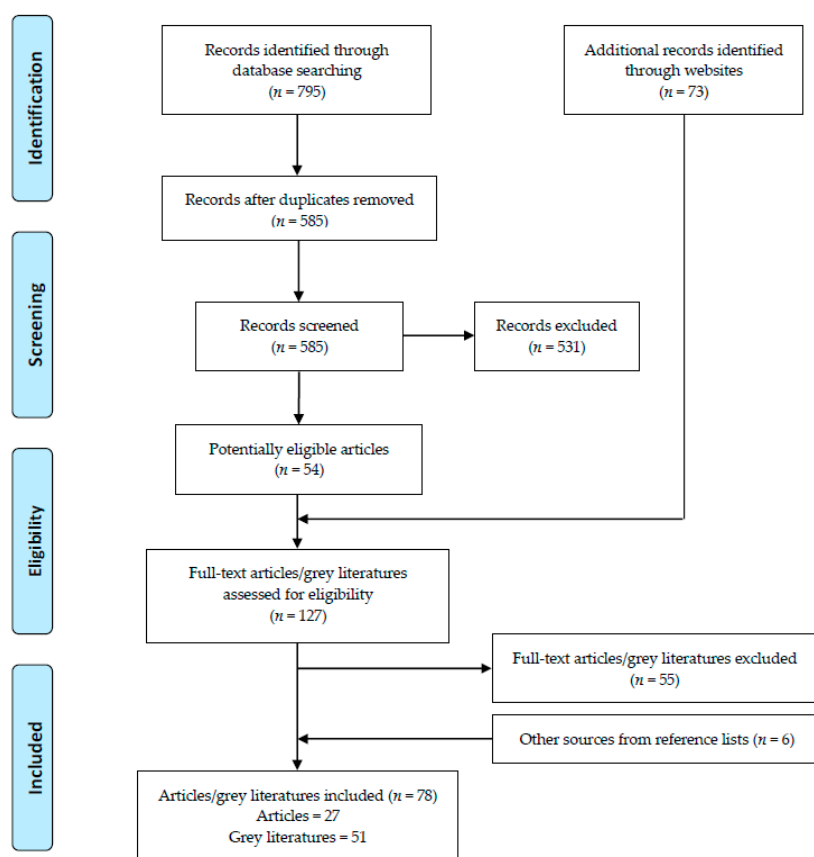 Identification
Records identified through
database searching
(n = 795)
Additional records identified
through websites
(n = 73)
Records after duplicates removed
(n = 585)
Screening
Records screened
(n = 585)
Records excluded
(n = 531)
Potentially eligible articles
(n = 54)
Eligibility
Full-text articles/grey literatures
assessed for eligibility
(n = 127)
Full-text articles/grey literatures excluded
(n = 55)
Included
Other sources from reference lists (n = 6)
Articles/grey literatures included (n = 78)
Articles = 27
Grey literatures = 51